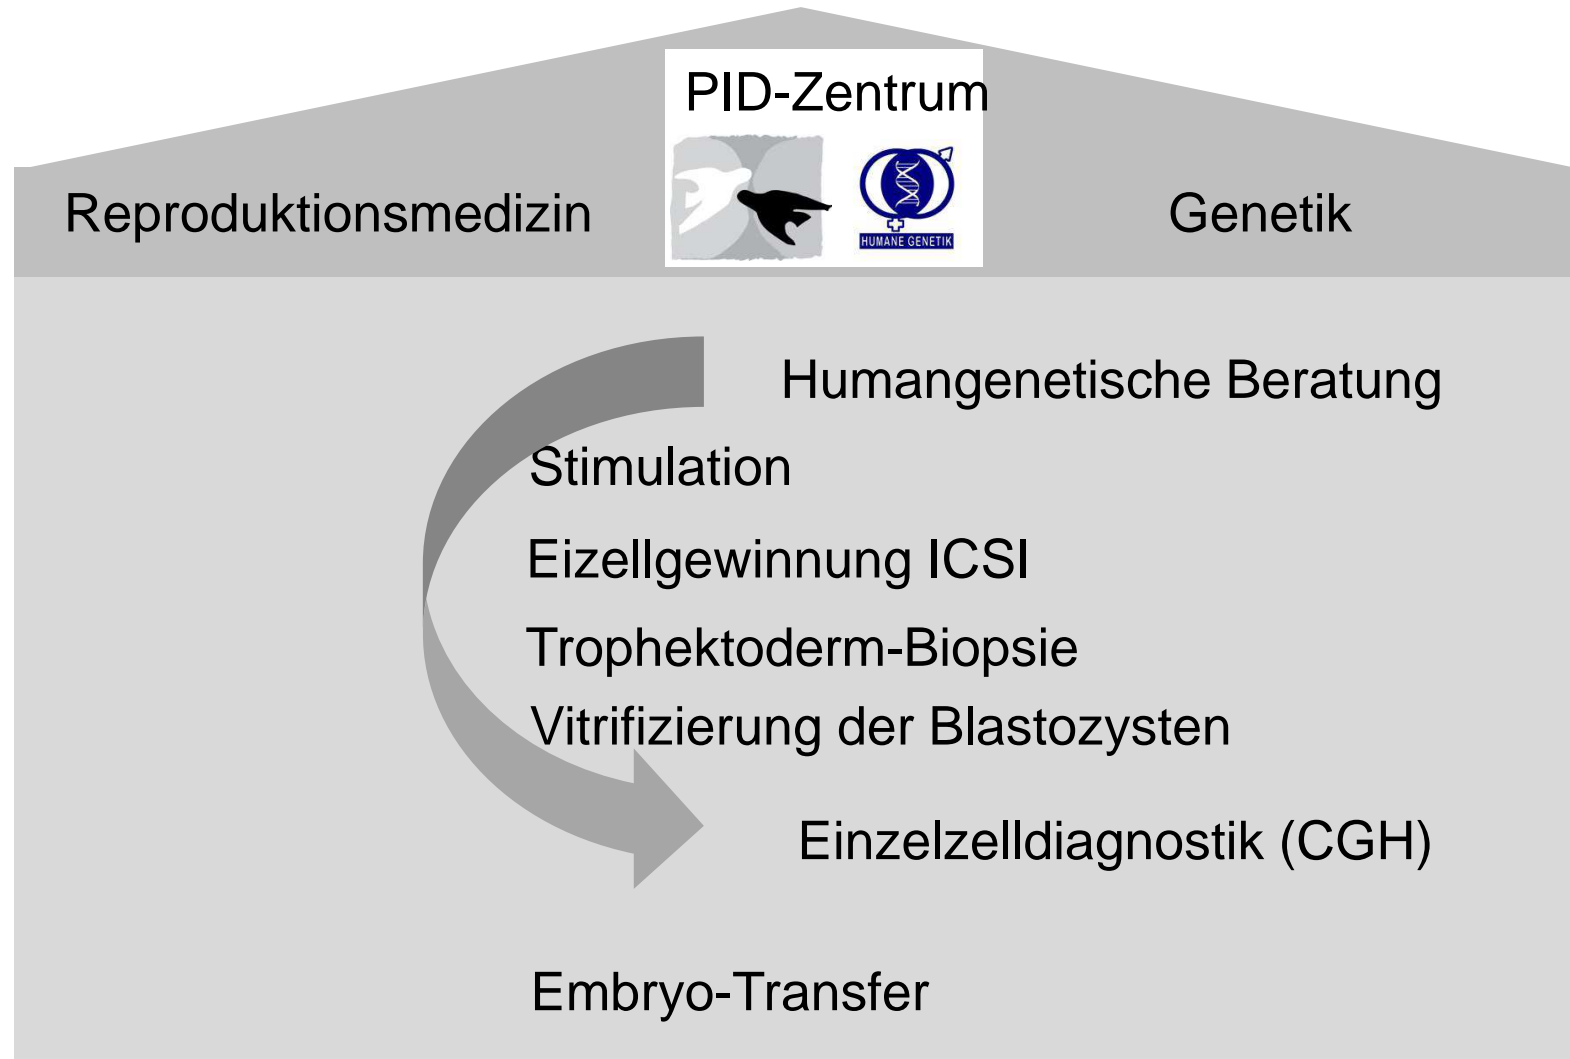 PID-Zentrum
HUMANE GENETIK
Reproduktionsmedizin
Genetik
Humangenetische Beratung
Stimulation
Eizellgewinnung ICSI
Trophektoderm-Biopsie
Vitrifizierung der Blastozysten
Einzelzelldiagnostik (CGH)
Embryo-Transfer